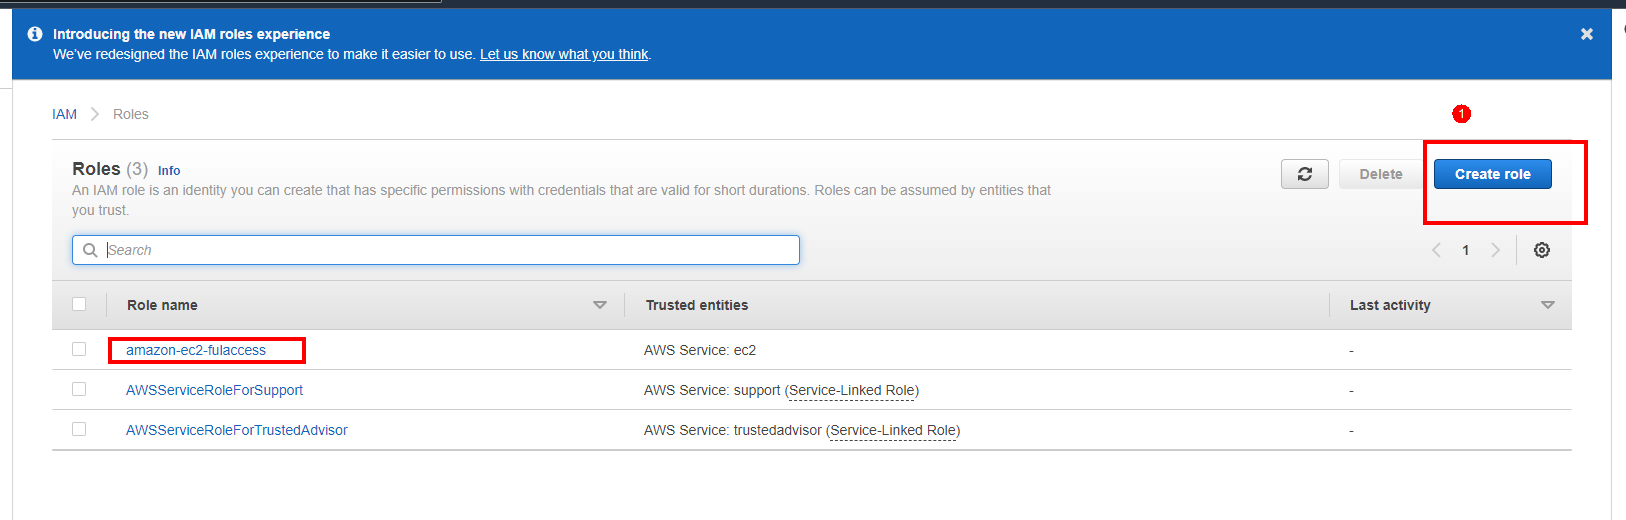 Introducing the new IAM roles experience
We've redesigned the IAM roles experience to make it easier to use. Let us know what you think.
IAM > Roles
1
Roles (3) Info
An IAM role is an identity you can create that has specific permissions with credentials that are valid for short durations. Roles can be assumed by entities that
you trust.
Delete
Create role
Search
1
Role name Trusted entities Last activity
amazon-ec2-fulaccess AWS Service: ec2 -
AWSServiceRoleForSupport AWS Service: support (Service-Linked Role) -
AWSServiceRoleForTrustedAdvisor AWS Service: trustedadvisor (Service-Linked Role) -